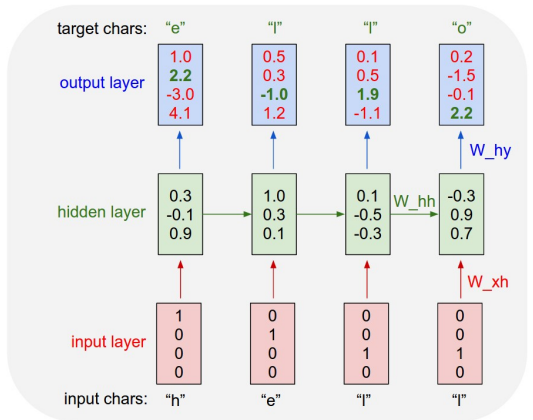 target chars: “e” “l” “l” “o”
output layer
1.0 0.5 0.1 0.2
2.2 0.3 0.5 -1.5
-3.0 -1.0 1.9 -0.1
4.1 1.2 -1.1 2.2
W_hy
hidden layer
0.3 1.0 0.1 -0.3
-0.1 0.3 -0.5 0.9
0.9 0.1 -0.3 0.7
W_hh
W_xh
input layer
1 0 0 0
0 1 0 0
0 0 1 1
0 0 0 0
input chars: “h” “e” “l” “l”